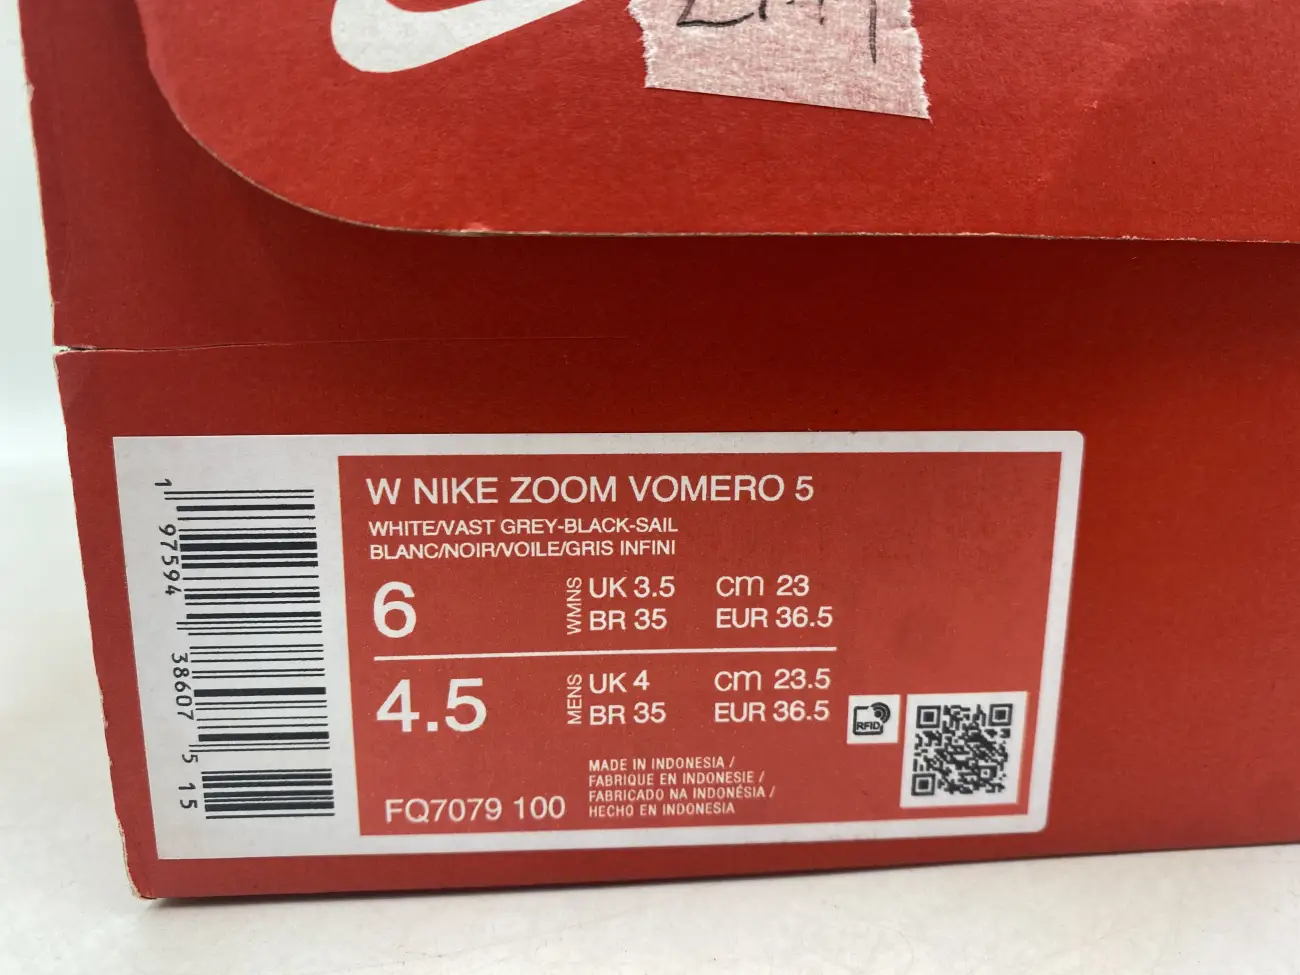 W NIKE ZOOM VOMERO 5
WHITE/VAST GREY-BLACK-SAIL
BLANC/NOIR/VOILE/GRIS INFINI
6
WMNS
UK 3.5 cm 23
BR 35 EUR 36.5
4.5
MENS
UK 4 cm 23.5
BR 35 EUR 36.5
RFID
FQ7079 100
MADE IN INDONESIA /
FABRIQUE EN INDONESIE /
FABRICADO NA INDONÉSIA /
HECHO EN INDONESIA
1 97594 38607 5 15